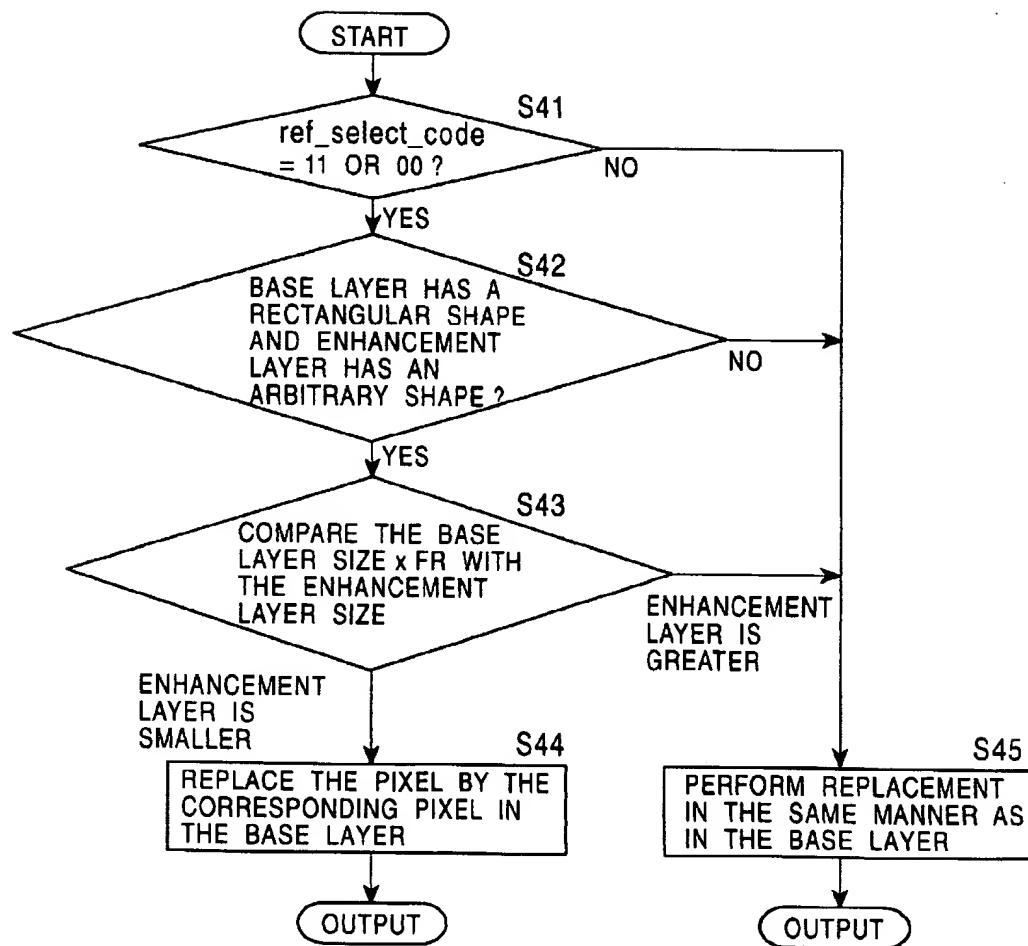 START
S41
ref_select_code
= 11 OR 00 ?
NO
YES
S42
BASE LAYER HAS A
RECTANGULAR SHAPE
AND ENHANCEMENT
LAYER HAS AN
ARBITRARY SHAPE ?
NO
YES
S43
COMPARE THE BASE
LAYER SIZE x FR WITH
THE ENHANCEMENT
LAYER SIZE
ENHANCEMENT
LAYER IS
GREATER
ENHANCEMENT
LAYER IS
SMALLER
S44
REPLACE THE PIXEL BY THE
CORRESPONDING PIXEL IN
THE BASE LAYER
S45
PERFORM REPLACEMENT
IN THE SAME MANNER AS
IN THE BASE LAYER
OUTPUT
OUTPUT